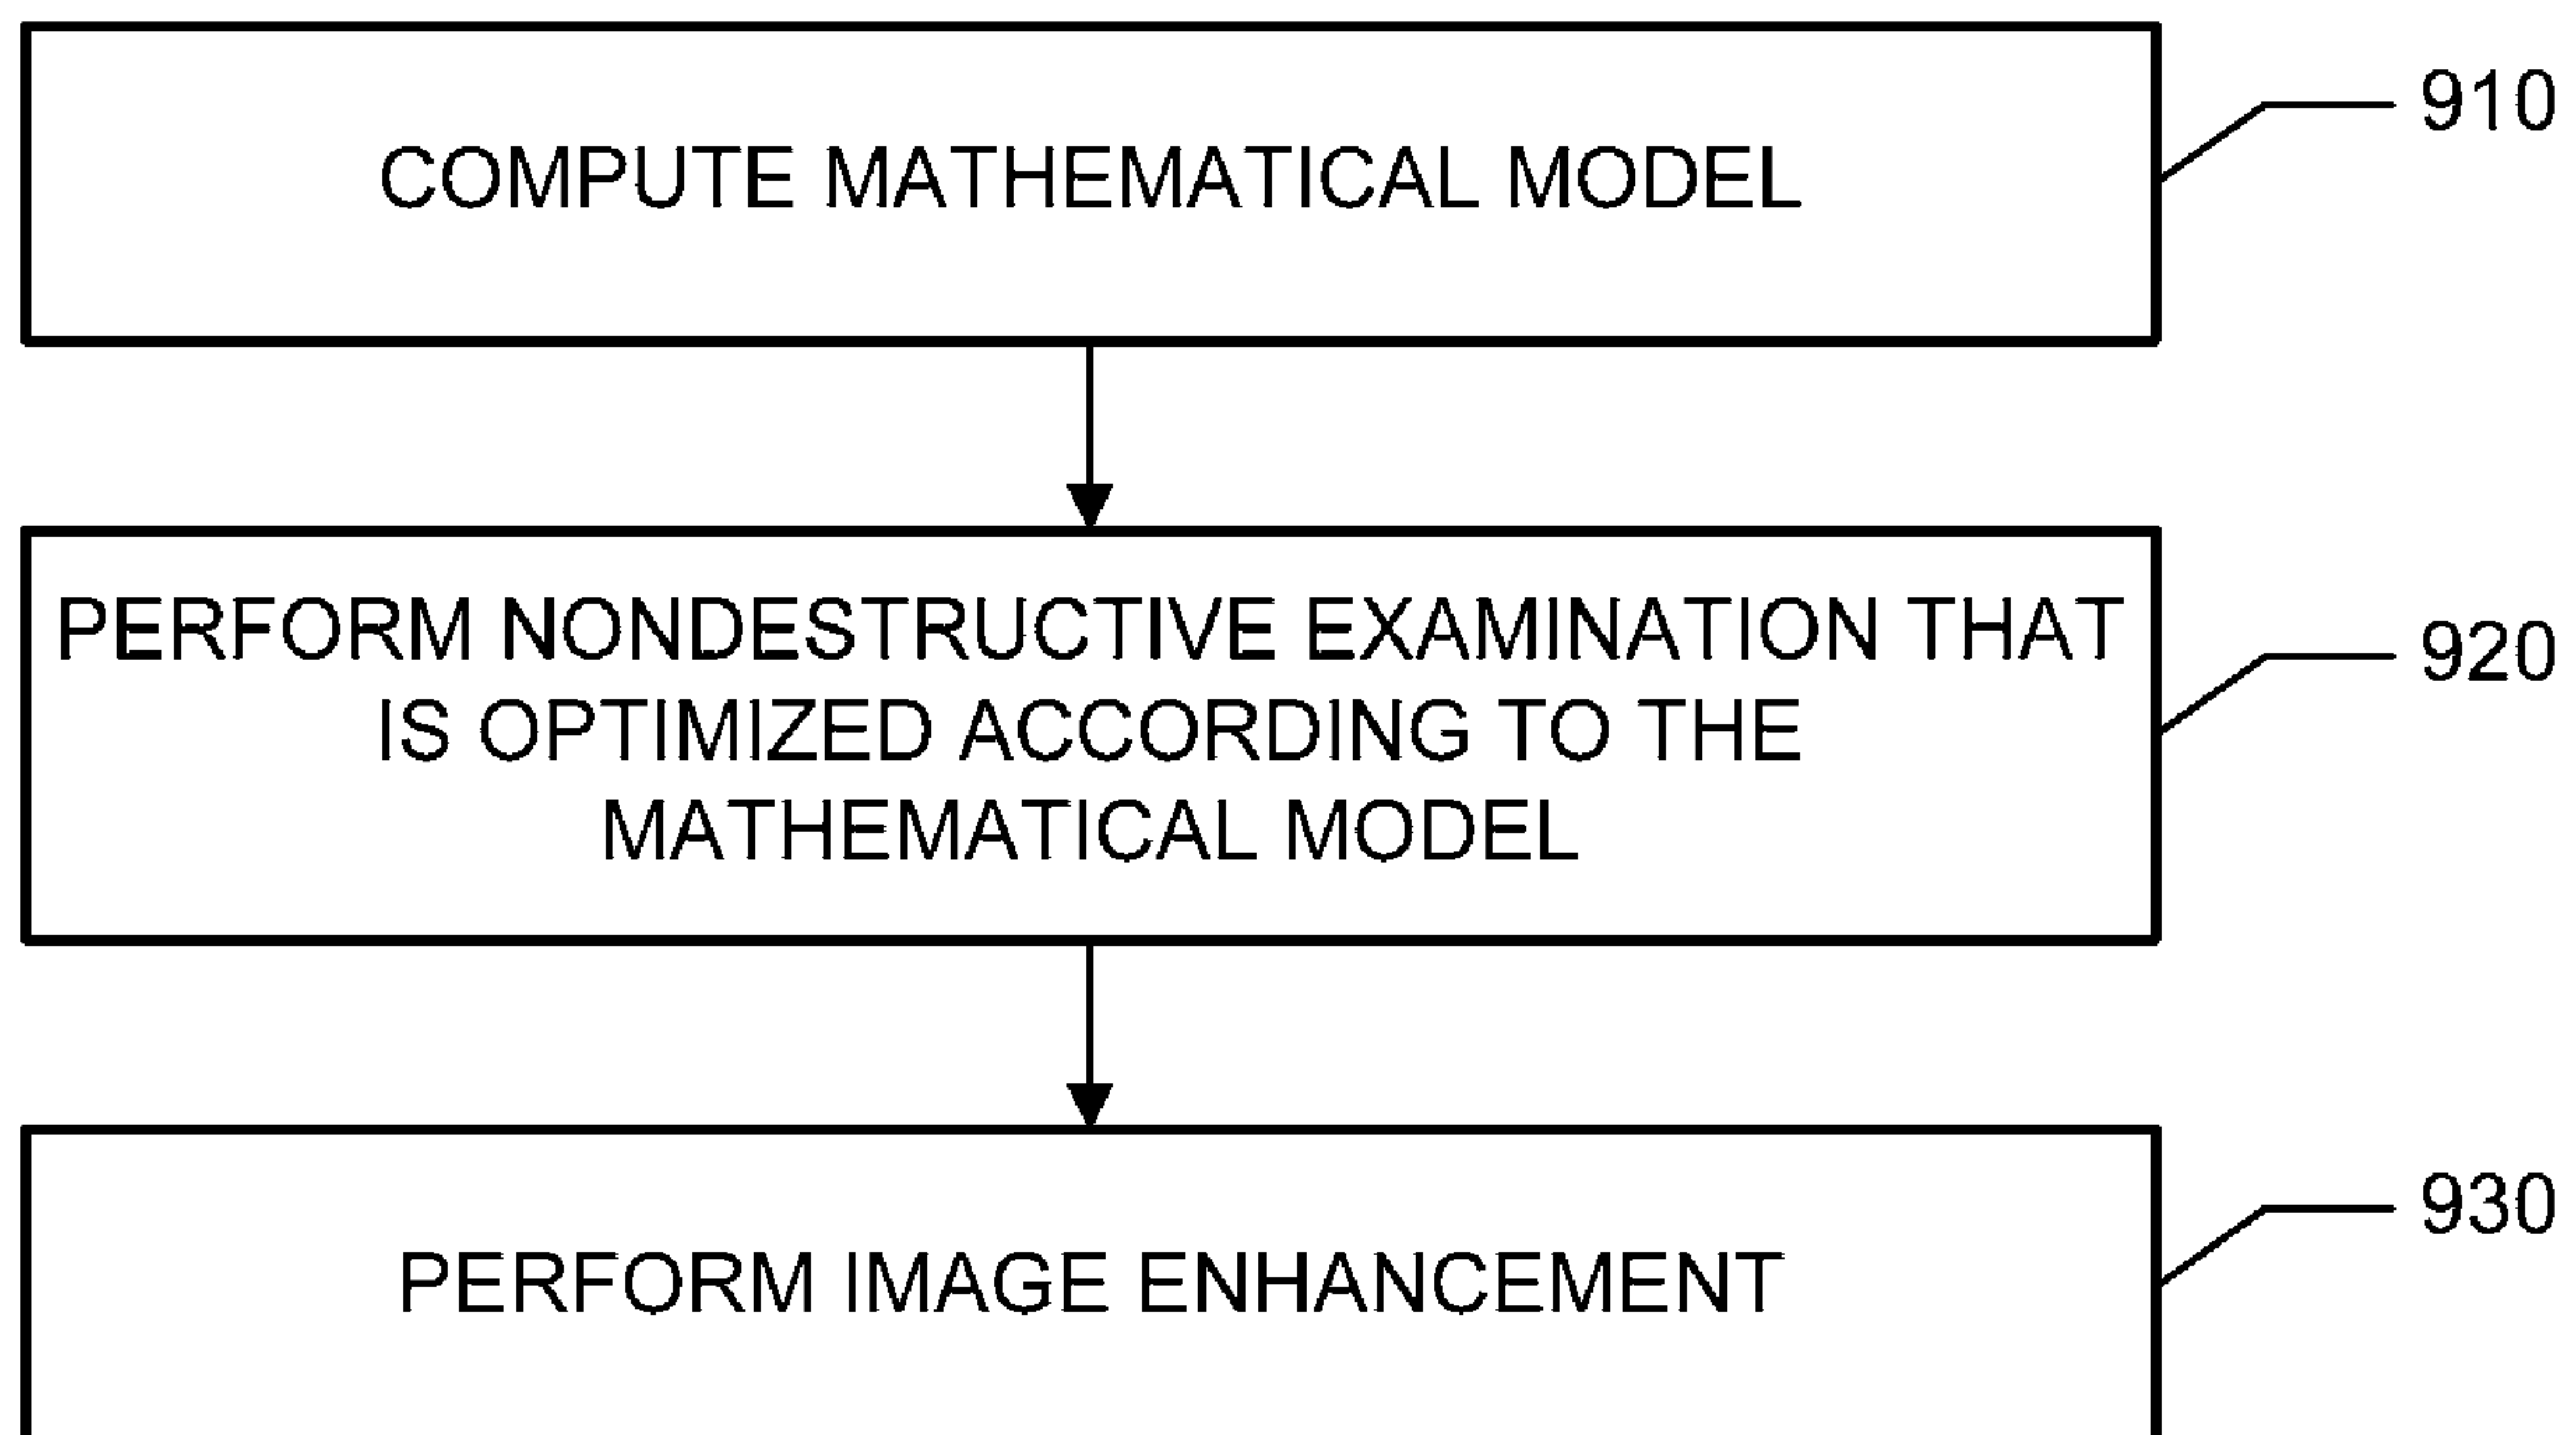 COMPUTE MATHEMATICAL MODEL
910
PERFORM NONDESTRUCTIVE EXAMINATION THAT
IS OPTIMIZED ACCORDING TO THE
MATHEMATICAL MODEL
920
PERFORM IMAGE ENHANCEMENT
930